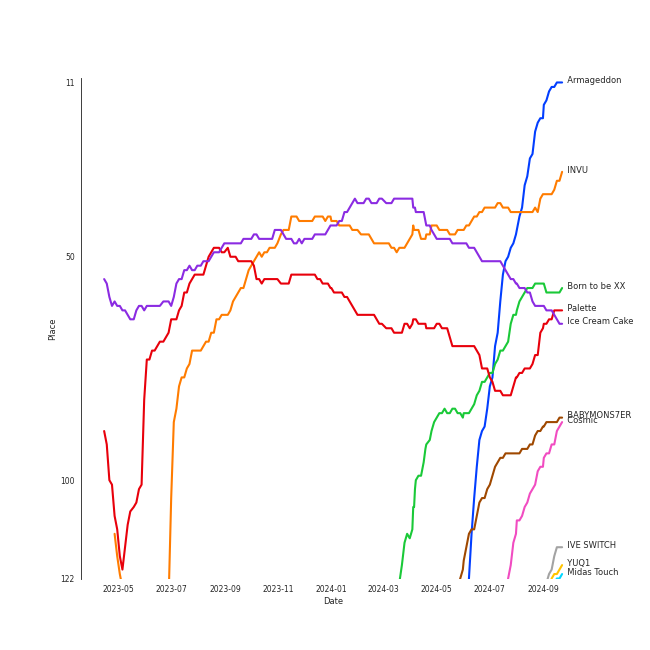 11
50
100
122
Place
2023-05
2023-07
2023-09
2023-11
2024-01
2024-03
2024-05
2024-07
2024-09
Date
Armageddon
INVU
Born to be XX
Palette
Ice Cream Cake
BABYMONS7ER
Cosmic
IVE SWITCH
YUQ1
Midas Touch